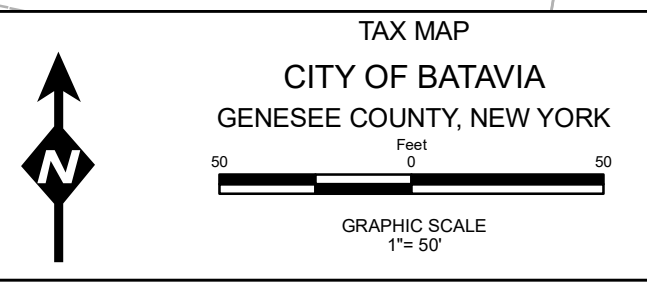 TAX MAP
CITY OF BATAVIA
GENESEE COUNTY, NEW YORK
Feet
50 0 50
N
GRAPHIC SCALE
1"= 50'